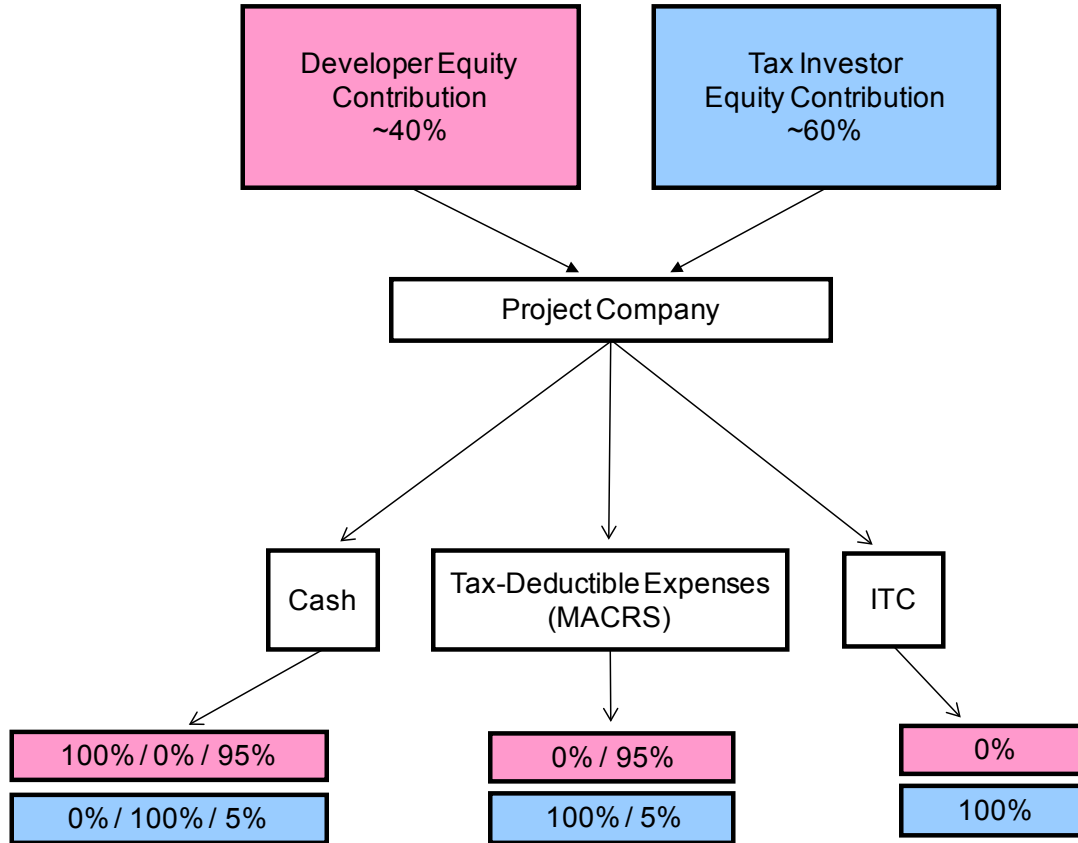 Developer Equity
Contribution
~40%
Tax Investor
Equity Contribution
~60%
Project Company
Cash
Tax-Deductible Expenses
(MACRS)
ITC
100% / 0% / 95%
0% / 100% / 5%
0% / 95%
100% / 5%
0%
100%